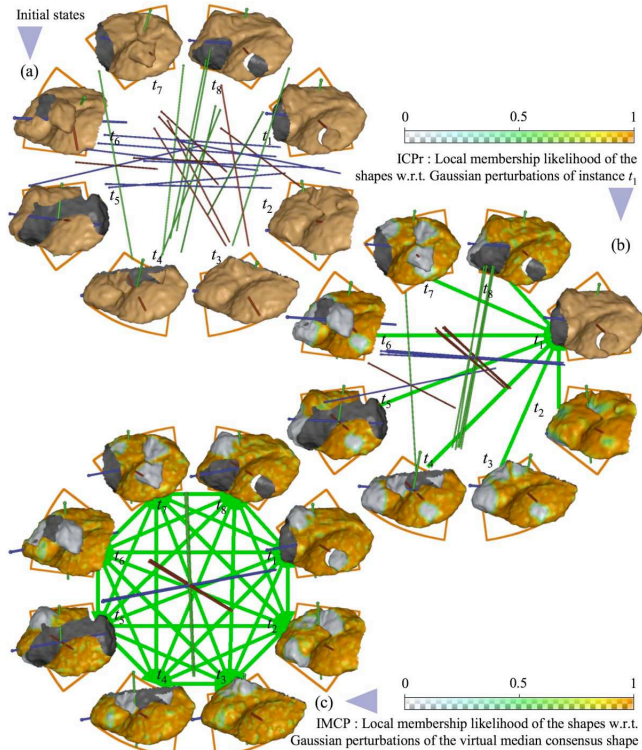 Initial states
(a)
t7
t8
t6
t1
t5
t2
t4
t3
0
0.5
1
ICPr : Local membership likelihood of the
shapes w.r.t. Gaussian perturbations of instance t1
(b)
t7
t8
t6
t1
t5
t2
t4
t3
t7
t8
t6
t1
t5
t2
t4
t3
(c)
0
0.5
1
IMCP : Local membership likelihood of the shapes w.r.t.
Gaussian perturbations of the virtual median consensus shape